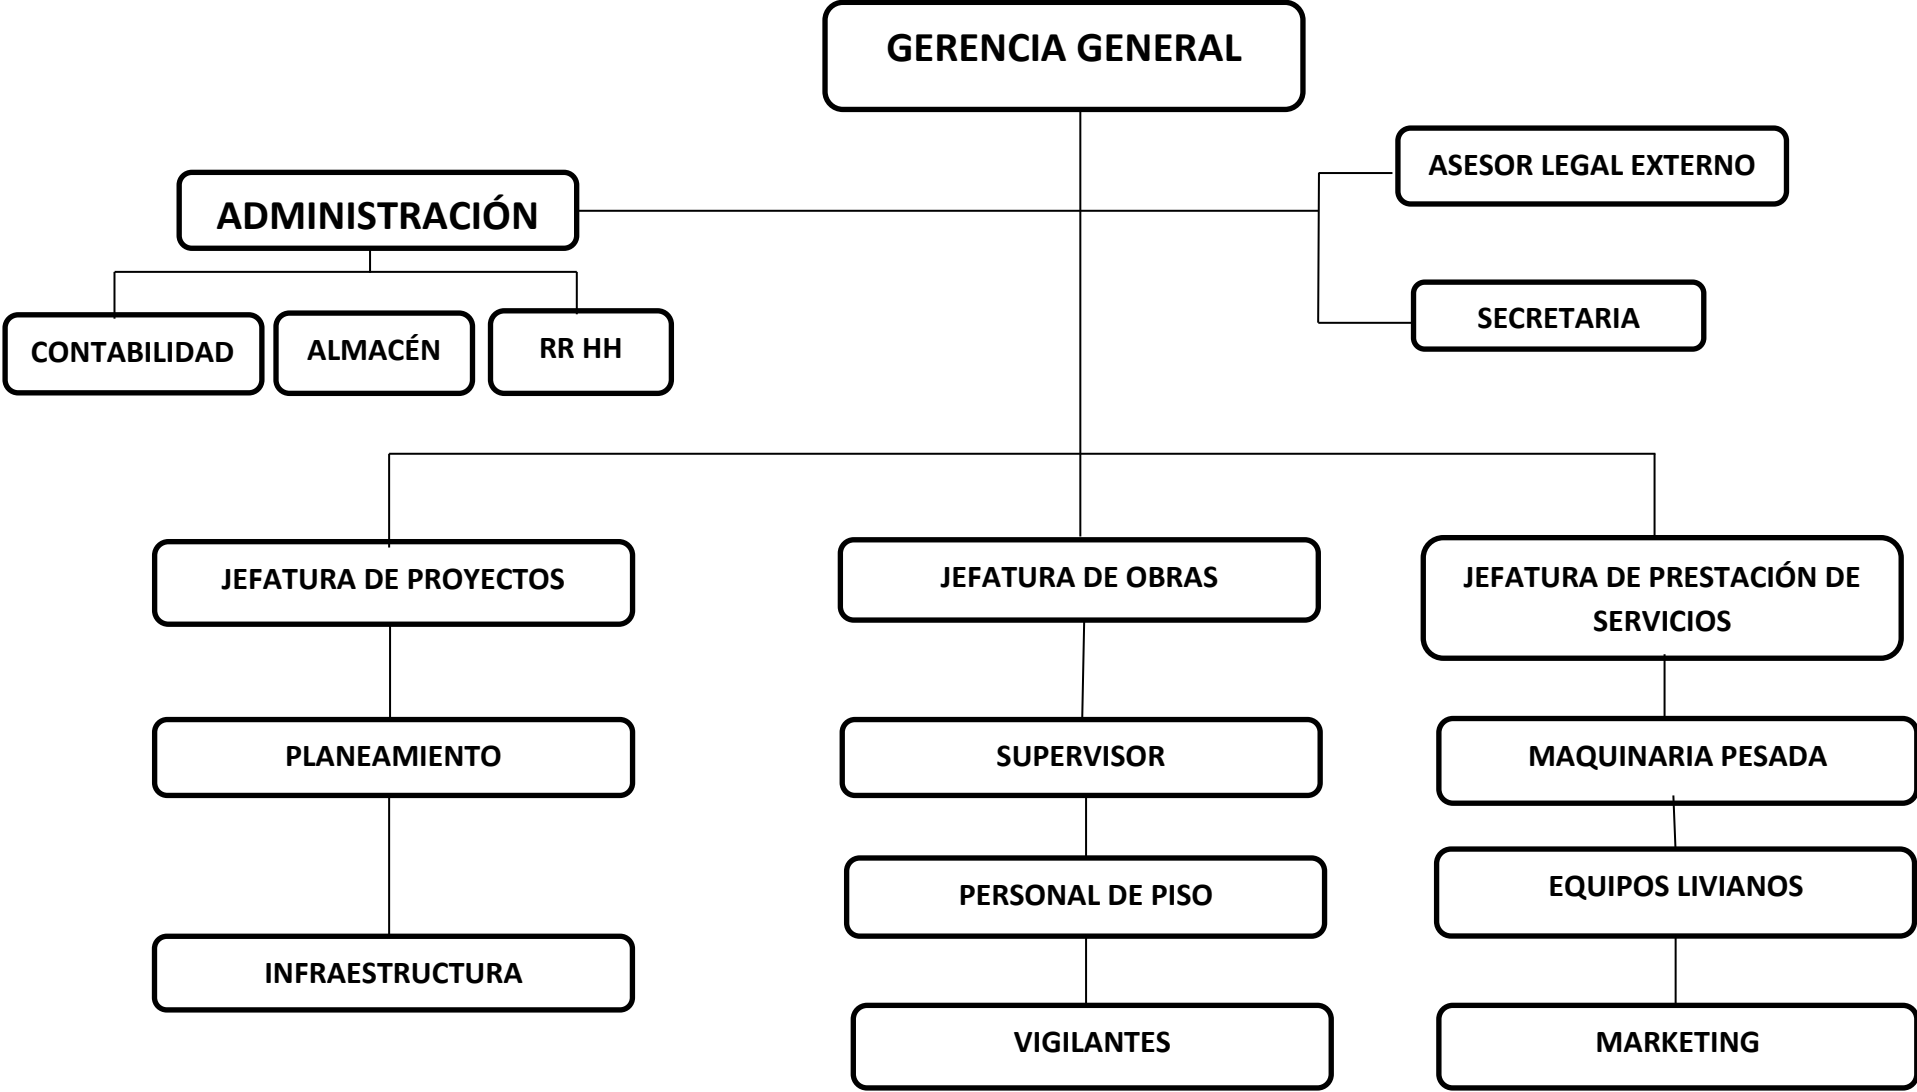 GERENCIA GENERAL
ASESOR LEGAL EXTERNO
ADMINISTRACIÓN
SECRETARIA
CONTABILIDAD
ALMACÉN
RR HH
JEFATURA DE PROYECTOS
JEFATURA DE OBRAS
JEFATURA DE PRESTACIÓN DE
SERVICIOS
PLANEAMIENTO
SUPERVISOR
MAQUINARIA PESADA
PERSONAL DE PISO
EQUIPOS LIVIANOS
INFRAESTRUCTURA
VIGILANTES
MARKETING